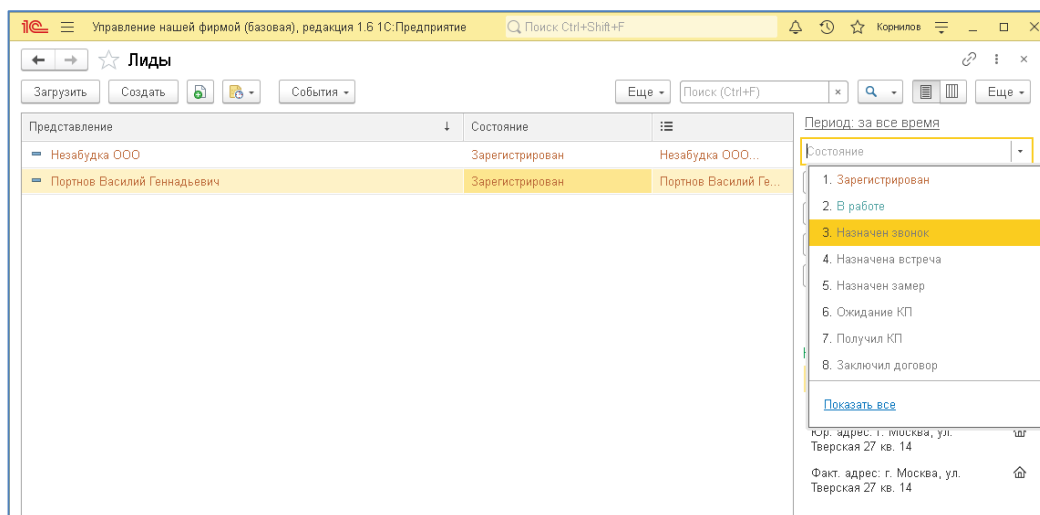 1С Управление нашей фирмой (базовая), редакция 1.6 1С:Предприятие Поиск Ctrl+Shift+F Корнилов
Лиды
Загрузить Создать События Еще Поиск (Ctrl+F) Еще
Представление Состояние
Период: за все время
Незабудка ООО Зарегистрирован Незабудка ООО...
Состояние
Портнов Василий Геннадьевич Зарегистрирован Портнов Василий Ге...
1. Зарегистрирован
2. В работе
3. Назначен звонок
4. Назначена встреча
5. Назначен замер
6. Ожидание КП
7. Получил КП
8. Заключил договор
Показать все
Юр. адрес: г. Москва, ул.
Тверская 27 кв. 14
Факт. адрес: г. Москва, ул.
Тверская 27 кв. 14